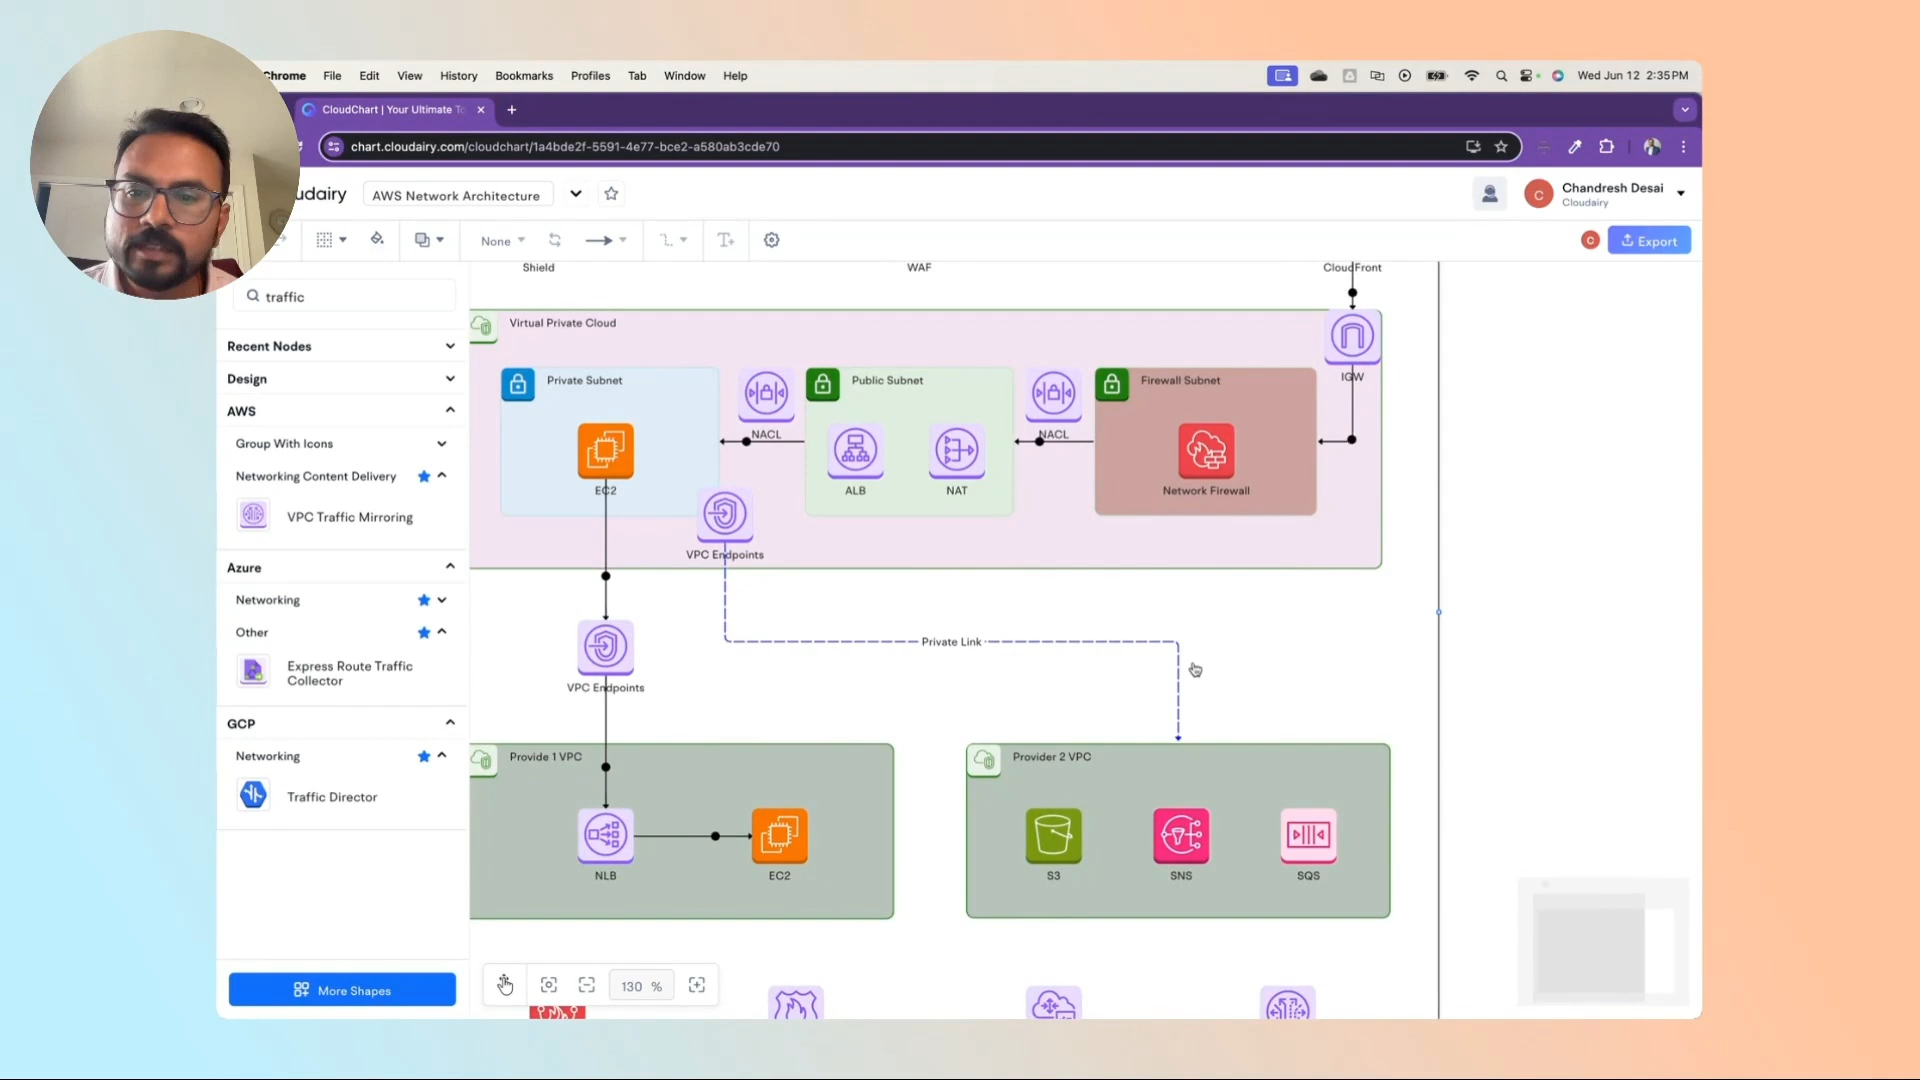 Chrome File Edit View History Bookmarks Profiles Tab Window Help Wed Jun 12 2:35 PM
CloudChart | Your Ultimate To
chart.cloudairy.com/cloudchart/1a4bde2f-5591-4e77-bce2-a580ab3cde70
udairy AWS Network Architecture
C Chandresh Desai
Cloudairy
None T+ C Export
traffic
Recent Nodes
Design
AWS
Group With Icons
Networking Content Delivery
VPC Traffic Mirroring
Azure
Networking
Other
Express Route Traffic
Collector
GCP
Networking
Traffic Director
More Shapes
Shield WAF CloudFront
Virtual Private Cloud
IGW
Private Subnet Public Subnet Firewall Subnet
NACL NACL
EC2 ALB NAT Network Firewall
VPC Endpoints
Private Link
VPC Endpoints
Provide 1 VPC Provider 2 VPC
NLB EC2 S3 SNS SQS
130 %